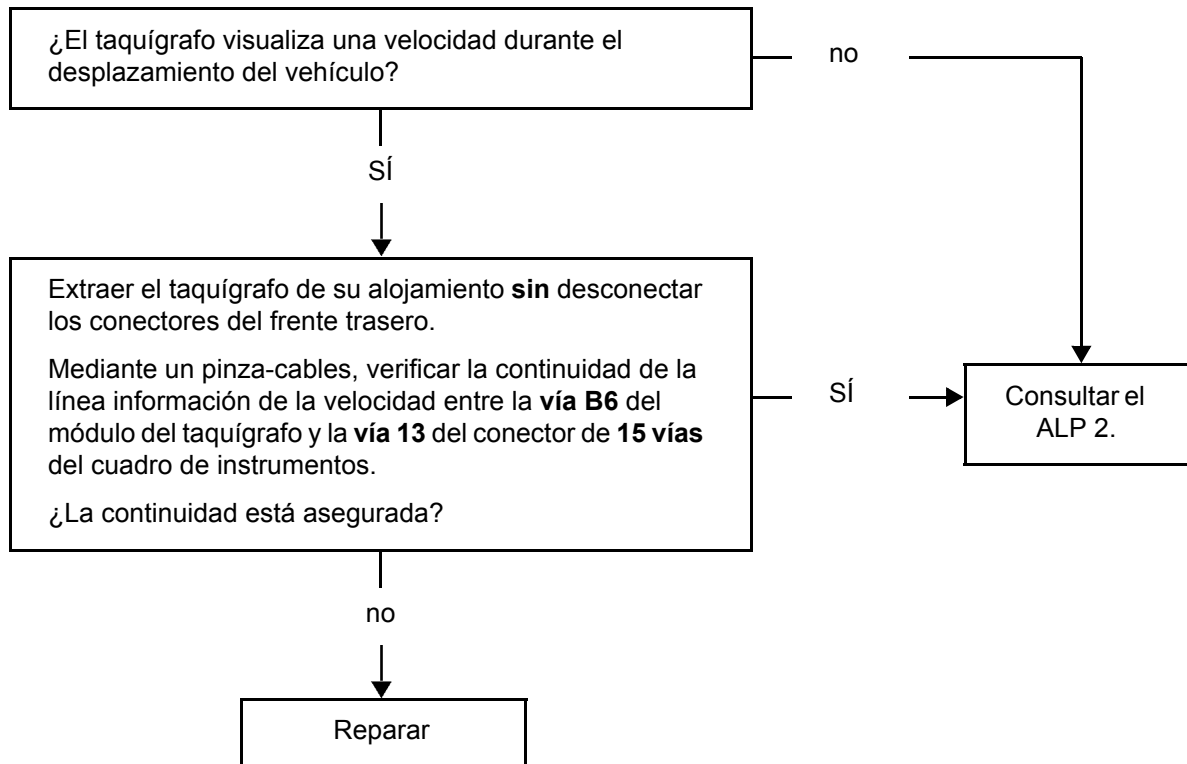 ¿El taquígrafo visualiza una velocidad durante el
desplazamiento del vehículo?
no
SÍ
Extraer el taquígrafo de su alojamiento sin desconectar
los conectores del frente trasero.
Mediante un pinza-cables, verificar la continuidad de la
línea información de la velocidad entre la vía B6 del
módulo del taquígrafo y la vía 13 del conector de 15 vías
del cuadro de instrumentos.
¿La continuidad está asegurada?
SÍ
Consultar el
ALP 2.
no
Reparar